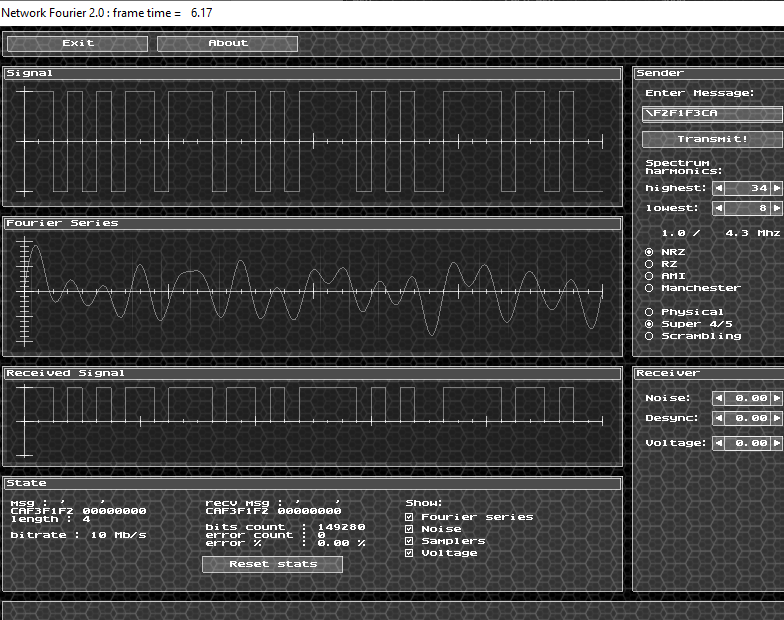 Network Fourier 2.0 : frame time =   6.17
Exit
About
Signal
Fourier Series
Received Signal
State
msg : '     '
CAF3F1F2 00000000
length : 4
bitrate : 10 Mb/s
recv msg : '     '
CAF3F1F2 00000000
bits count  : 149280
error count : 0
error %     : 0.00 %
Reset stats
Show:
Fourier series
Noise
Samplers
Voltage
Sender
Enter Message:
\F2F1F3CA
Transmit!
Spectrum
harmonics:
highest: 34
lowest: 8
1.0 /   4.3 Mhz
NRZ
RZ
AMI
Manchester
Physical
Super 4/5
Scrambling
Receiver
Noise: 0.00
Desync: 0.00
Voltage: 0.00